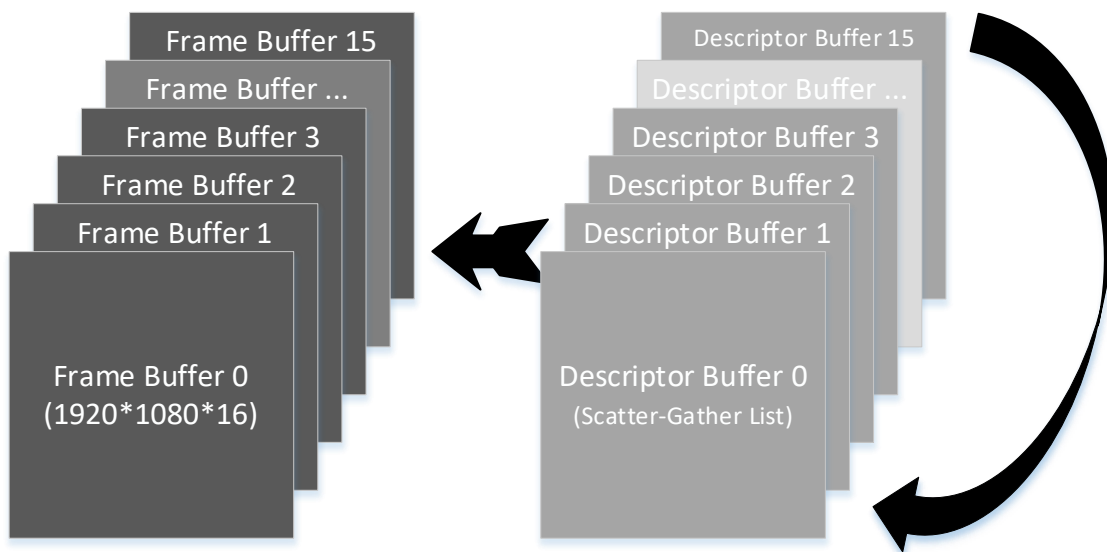 Frame Buffer 15
Frame Buffer ...
Frame Buffer 3
Frame Buffer 2
Frame Buffer 1
Frame Buffer 0
(1920*1080*16)
Descriptor Buffer 15
Descriptor Buffer ...
Descriptor Buffer 3
Descriptor Buffer 2
Descriptor Buffer 1
Descriptor Buffer 0
(Scatter-Gather List)